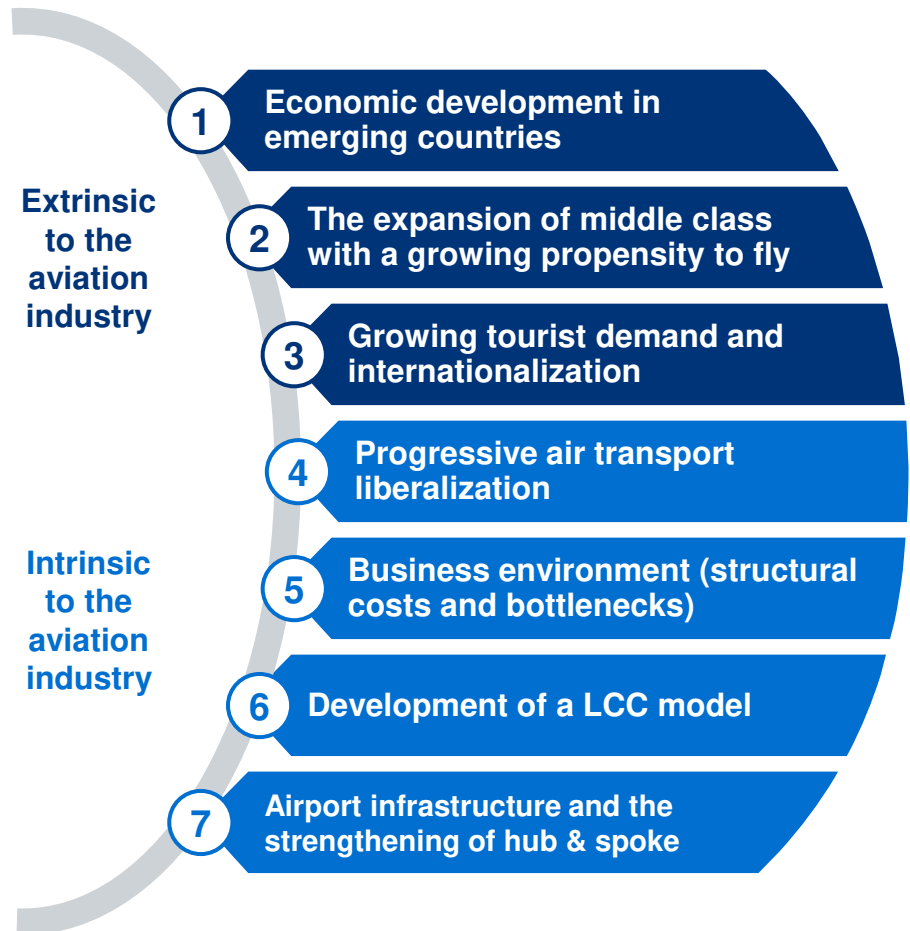 1
Economic development in
emerging countries
Extrinsic
to the
aviation
industry
2
The expansion of middle class
with a growing propensity to fly
3
Growing tourist demand and
internationalization
4
Progressive air transport
liberalization
Intrinsic
to the
aviation
industry
5
Business environment (structural
costs and bottlenecks)
6
Development of a LCC model
7
Airport infrastructure and the
strengthening of hub & spoke